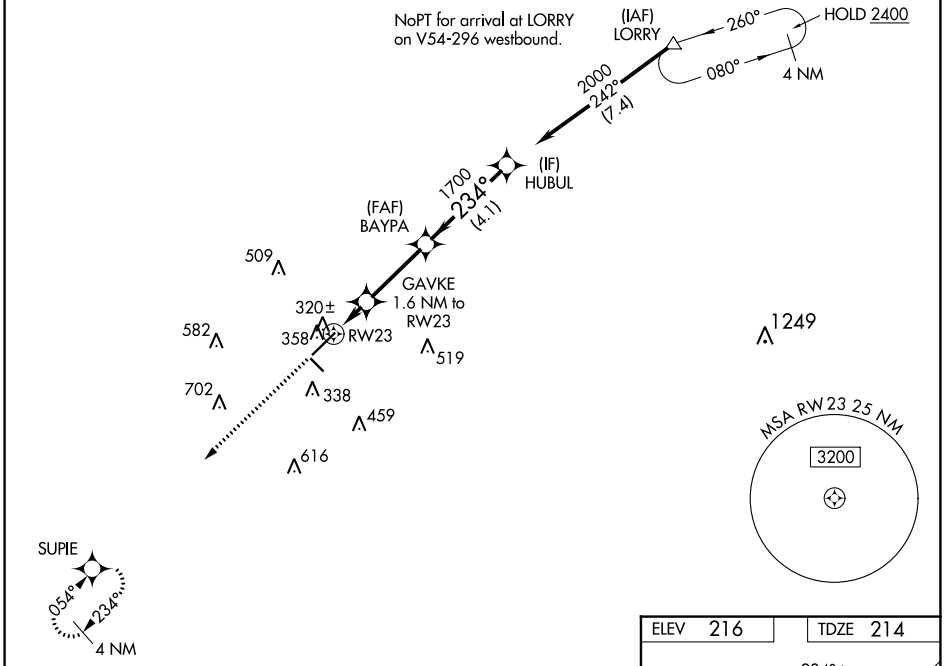 NoPT for arrival at LORRY
on V54-296 westbound.
(IAF)
LORRY
260°
HOLD 2400
080°
4 NM
2000
242°
(7.4)
(IF)
HUBUL
1700
234°
(4.1)
(FAF)
BAYPA
GAVKE
1.6 NM to
RW23
509
320±
582
358
RW23
519
1249
702
338
459
616
MSA RW23 25 NM
3200
SUPIE
054°
234°
4 NM
ELEV 216
TDZE 214